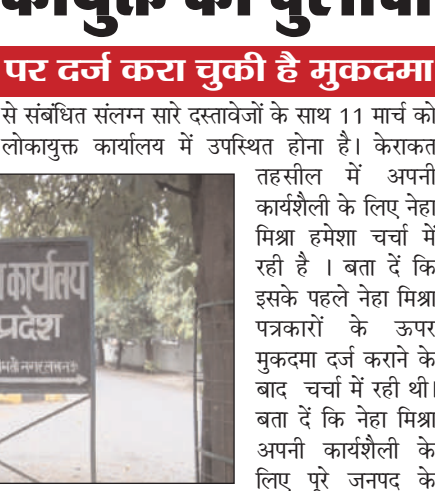 कायुक्त का बुलावा
पर दर्ज करा चुकी है मुकदमा
से संबंधित संलग्न सारे दस्तावेजों के साथ 11 मार्च को
लोकायुक्त कार्यालय में उपस्थित होना है। केराकत
तहसील में अपनी
कार्यशैली के लिए नेहा
मिश्रा हमेशा चर्चा में
रही है । बता दें कि
इसके पहले नेहा मिश्रा
पत्रकारों के ऊपर
मुकदमा दर्ज कराने के
बाद चर्चा में रही थी।
बता दें कि नेहा मिश्रा
अपनी कार्यशैली के
लिए पूरे जनपद के
कार्यालय
प्रदेश